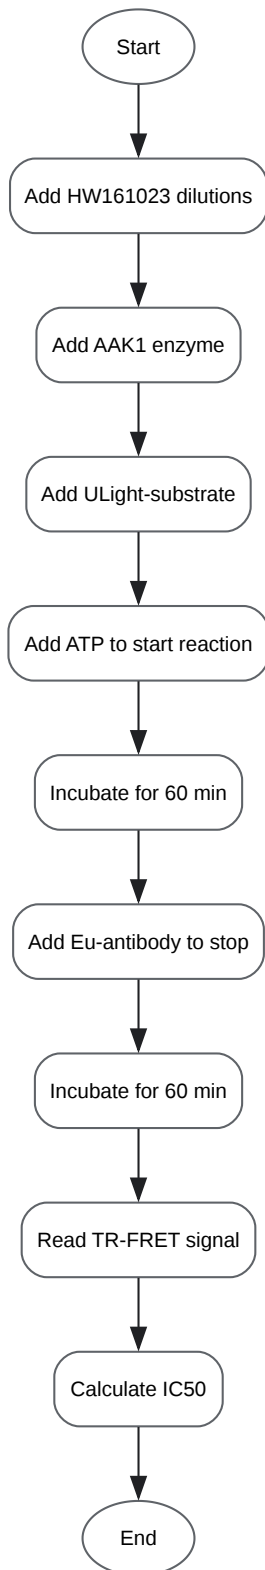 Start
Add HW161023 dilutions
Add AAK1 enzyme
Add ULight-substrate
Add ATP to start reaction
Incubate for 60 min
Add Eu-antibody to stop
Incubate for 60 min
Read TR-FRET signal
Calculate IC50
End